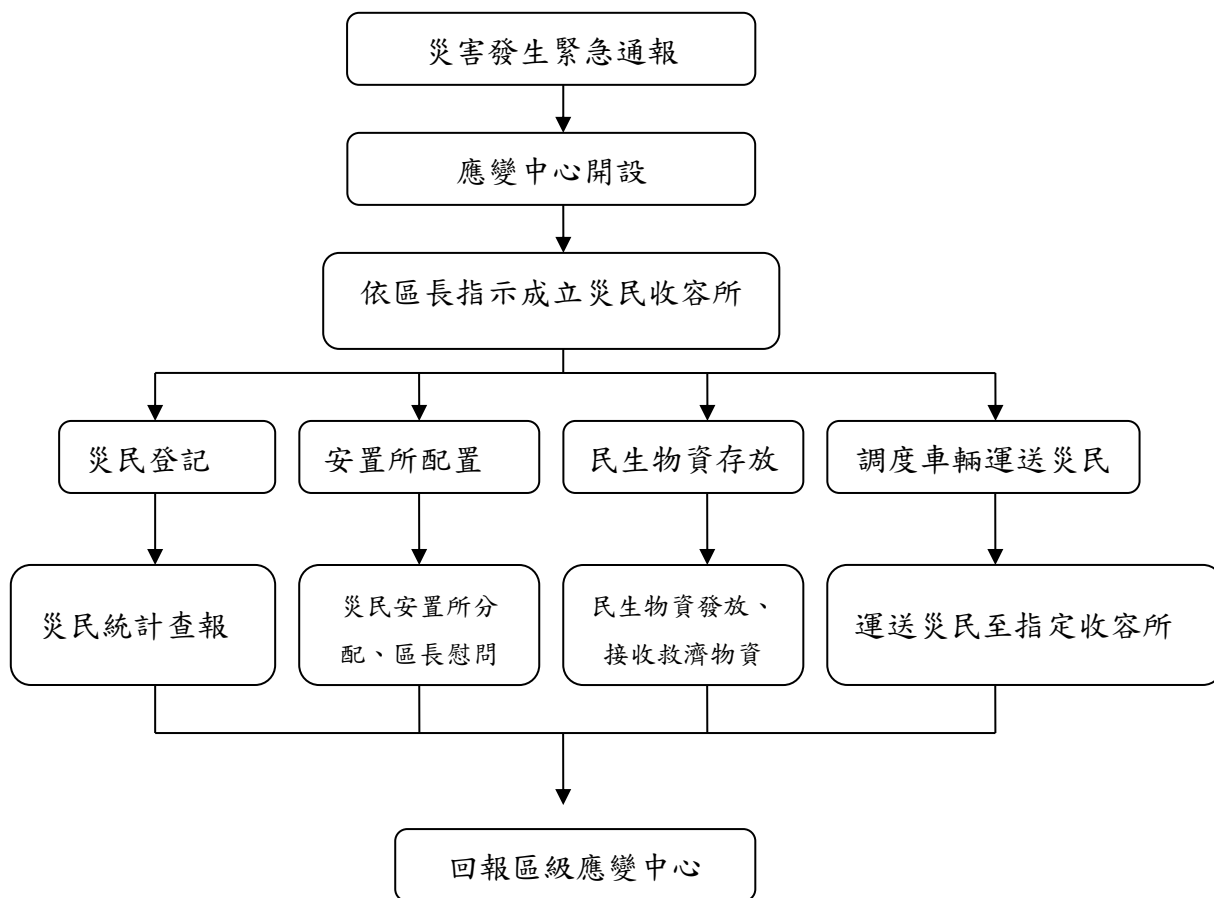 災害發生緊急通報
應變中心開設
依區長指示成立災民收容所
災民登記
安置所配置
民生物資存放
調度車輛運送災民
災民統計查報
災民安置所分
配、區長慰問
民生物資發放、
接收救濟物資
運送災民至指定收容所
回報區級應變中心